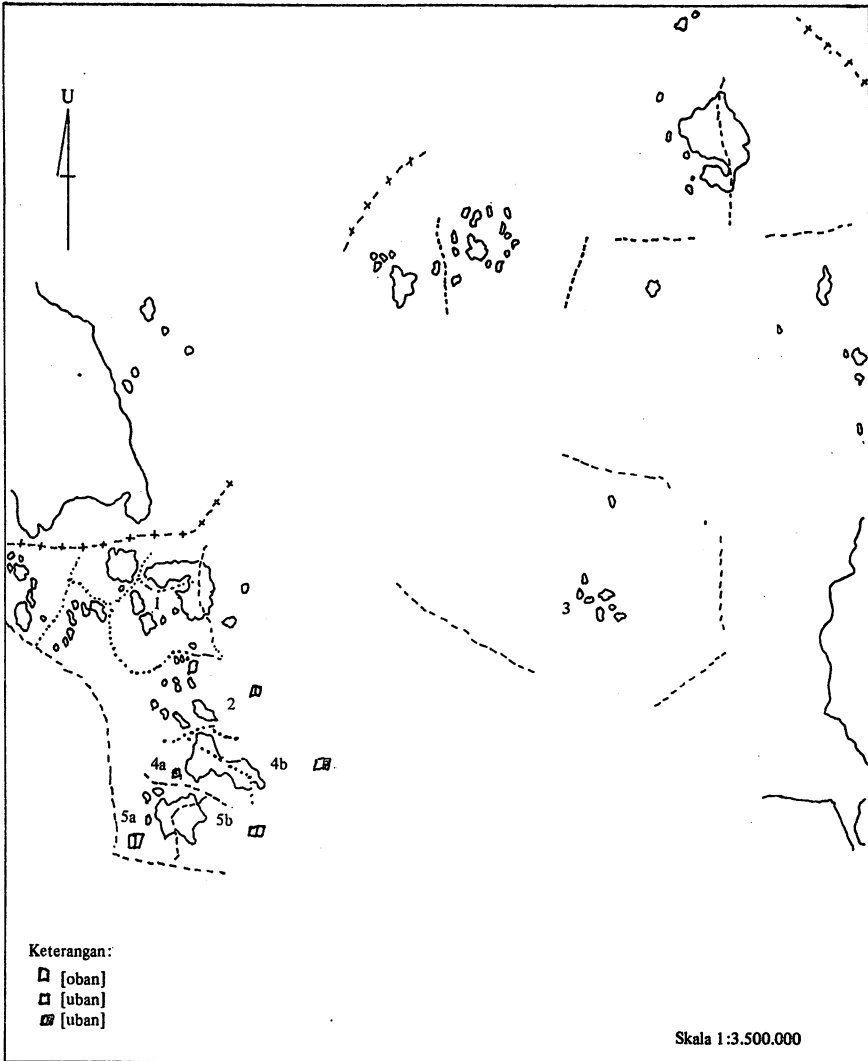 U
1
3
2
4a
4b
5a
5b
Keterangan:
[oban]
[uban]
[uban]
Skala 1:3.500.000